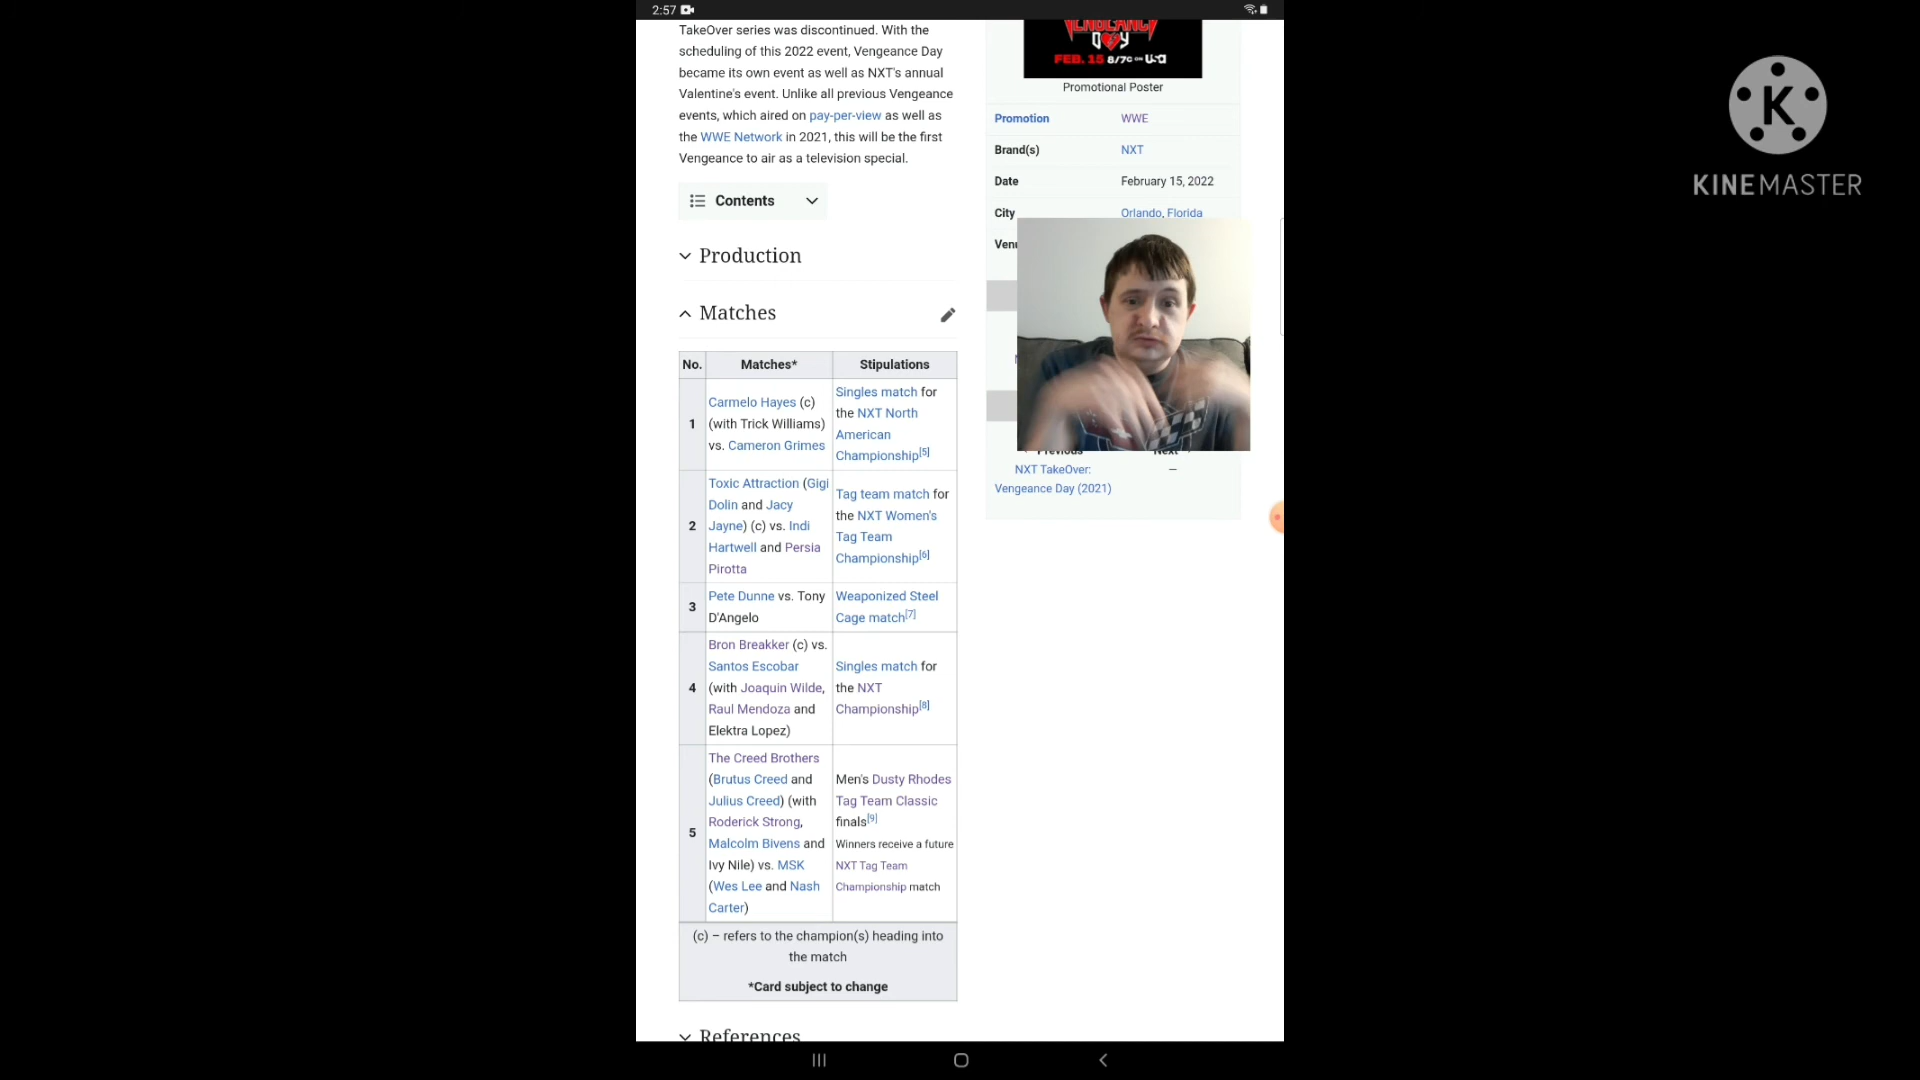 2:57
TakeOver series was discontinued. With the
scheduling of this 2022 event, Vengeance Day
became its own event as well as NXT's annual
Valentine's event. Unlike all previous Vengeance
events, which aired on pay-per-view as well as
the WWE Network in 2021, this will be the first
Vengeance to air as a television special.
Contents
Production
Matches
No. Matches* Stipulations
1
Carmelo Hayes (c)
(with Trick Williams)
vs. Cameron Grimes
Singles match for
the NXT North
American
Championship[5]
2
Toxic Attraction (Gigi
Dolin and Jacy
Jayne) (c) vs. Indi
Hartwell and Persia
Pirotta
Tag team match for
the NXT Women's
Tag Team
Championship[6]
3
Pete Dunne vs. Tony
D'Angelo
Weaponized Steel
Cage match[7]
4
Bron Breakker (c) vs.
Santos Escobar
(with Joaquin Wilde,
Raul Mendoza and
Elektra Lopez)
Singles match for
the NXT
Championship[8]
5
The Creed Brothers
(Brutus Creed and
Julius Creed) (with
Roderick Strong,
Malcolm Bivens and
Ivy Nile) vs. MSK
(Wes Lee and Nash
Carter)
Men's Dusty Rhodes
Tag Team Classic
finals[9]
Winners receive a future
NXT Tag Team
Championship match
(c) – refers to the champion(s) heading into
the match
*Card subject to change
References
VENGEANCE
DAY
FEB. 15 8/7C ON USA
Promotional Poster
Promotion WWE
Brand(s) NXT
Date February 15, 2022
City Orlando, Florida
Previous Next
NXT TakeOver:
Vengeance Day (2021)
—
K
KINEMASTER